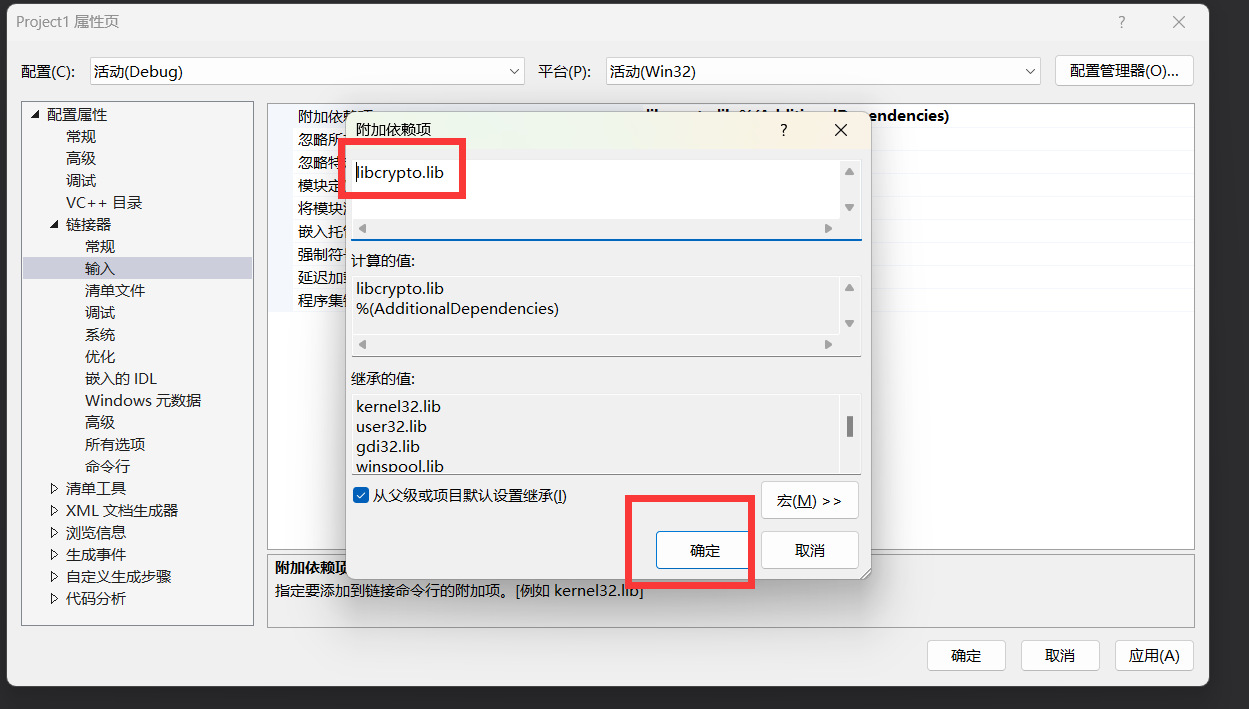 Project1 属性页
配置(C): 活动(Debug) 平台(P): 活动(Win32) 配置管理器(O)...
配置属性
常规
高级
调试
VC++ 目录
链接器
常规
输入
清单文件
调试
系统
优化
嵌入的 IDL
Windows 元数据
高级
所有选项
命令行
清单工具
XML 文档生成器
浏览信息
生成事件
自定义生成步骤
代码分析
附加依
忽略所
忽略特
模块定
将模块
嵌入托
强制符
延迟加
程序集
endencies)
附加依赖项
libcrypto.lib
计算的值:
libcrypto.lib
%(AdditionalDependencies)
继承的值:
kernel32.lib
user32.lib
gdi32.lib
winspool.lib
从父级或项目默认设置继承(I)
宏(M) >>
确定 取消
附加依赖项
指定要添加到链接命令行的附加项。[例如 kernel32.lib]
确定 取消 应用(A)